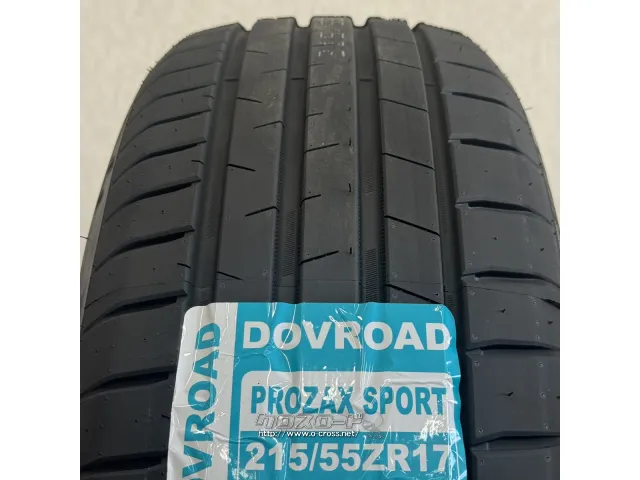 DOVROAD
PROZAX SPORT
215/55ZR17
DOVROAD
クロスロード
www.o-cross.net